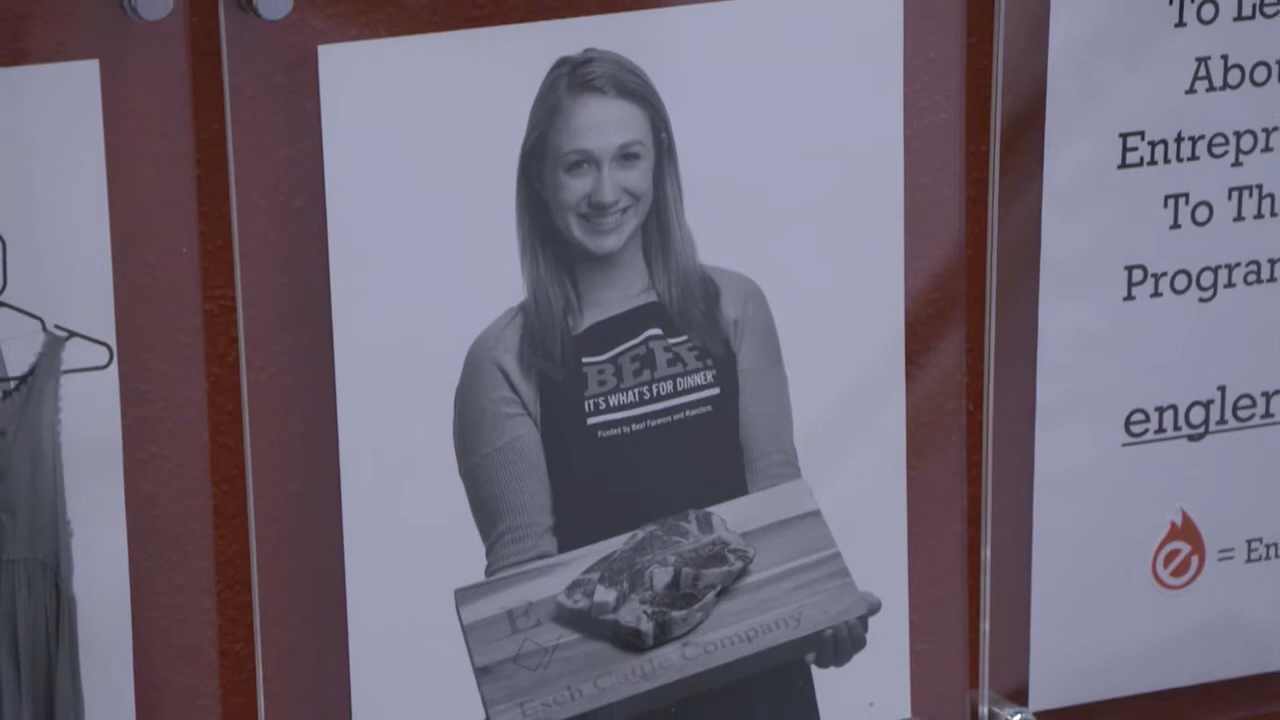 BEEF.
IT'S WHAT'S FOR DINNER®
Funded by Beef Farmers and Ranchers
E
Esch Cattle Company
To Le
Abou
Entrepr
To Th
Program
engler
e
= En